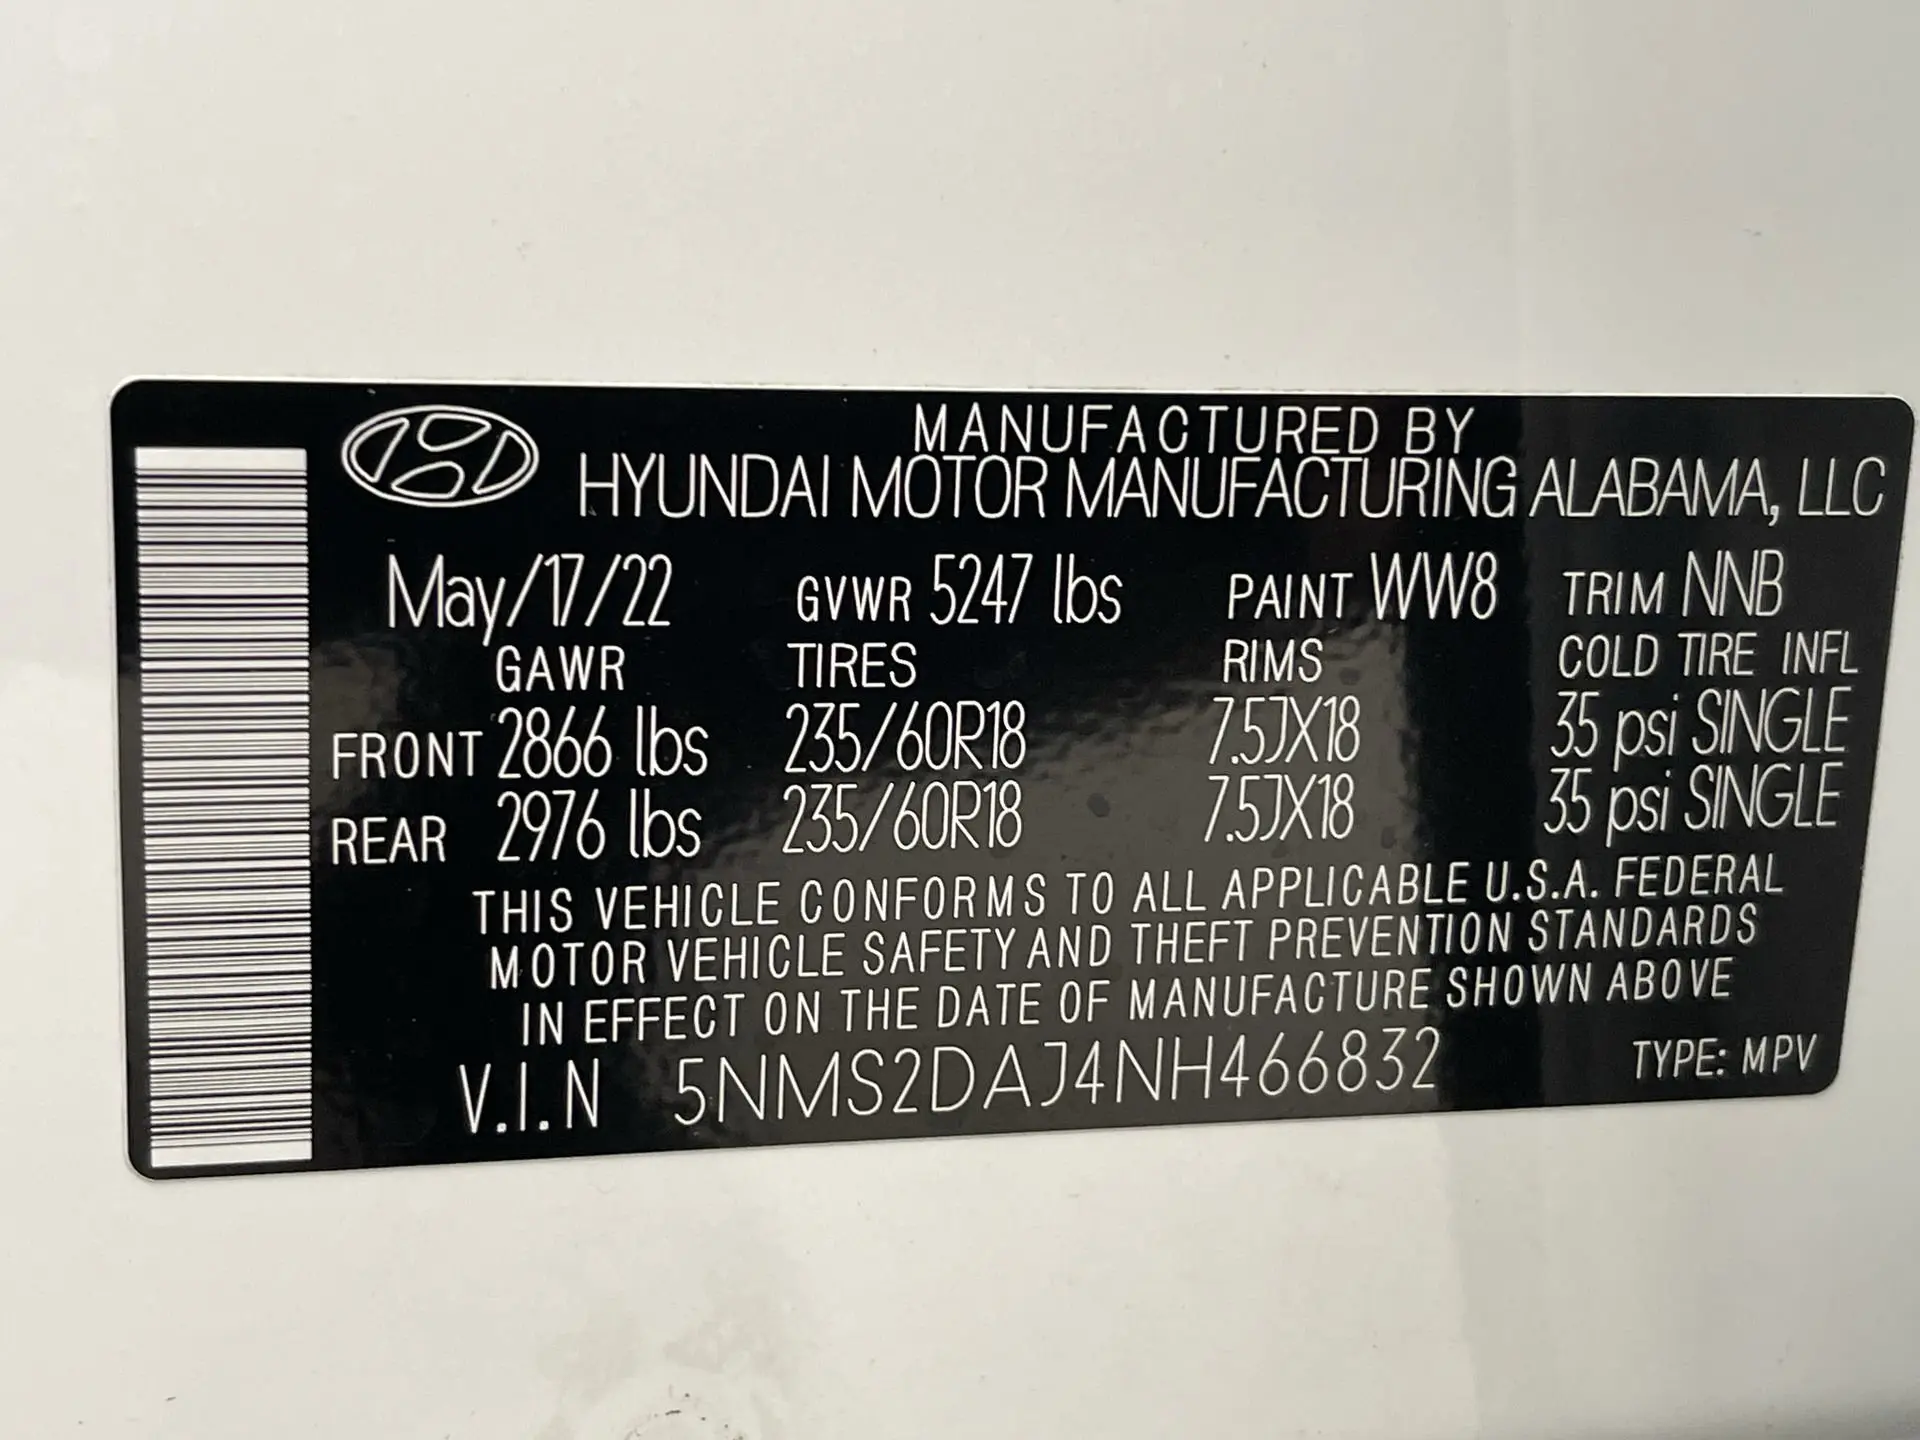 MANUFACTURED BY
HYUNDAI MOTOR MANUFACTURING ALABAMA, LLC
May/17/22 GVWR 5247 lbs PAINT WW8 TRIM NNB
GAWR TIRES RIMS COLD TIRE INFL
FRONT 2866 lbs 235/60R18 7.5JX18 35 psi SINGLE
REAR 2976 lbs 235/60R18 7.5JX18 35 psi SINGLE
THIS VEHICLE CONFORMS TO ALL APPLICABLE U.S.A. FEDERAL
MOTOR VEHICLE SAFETY AND THEFT PREVENTION STANDARDS
IN EFFECT ON THE DATE OF MANUFACTURE SHOWN ABOVE
V.I.N 5NMS2DAJ4NH466832 TYPE: MPV